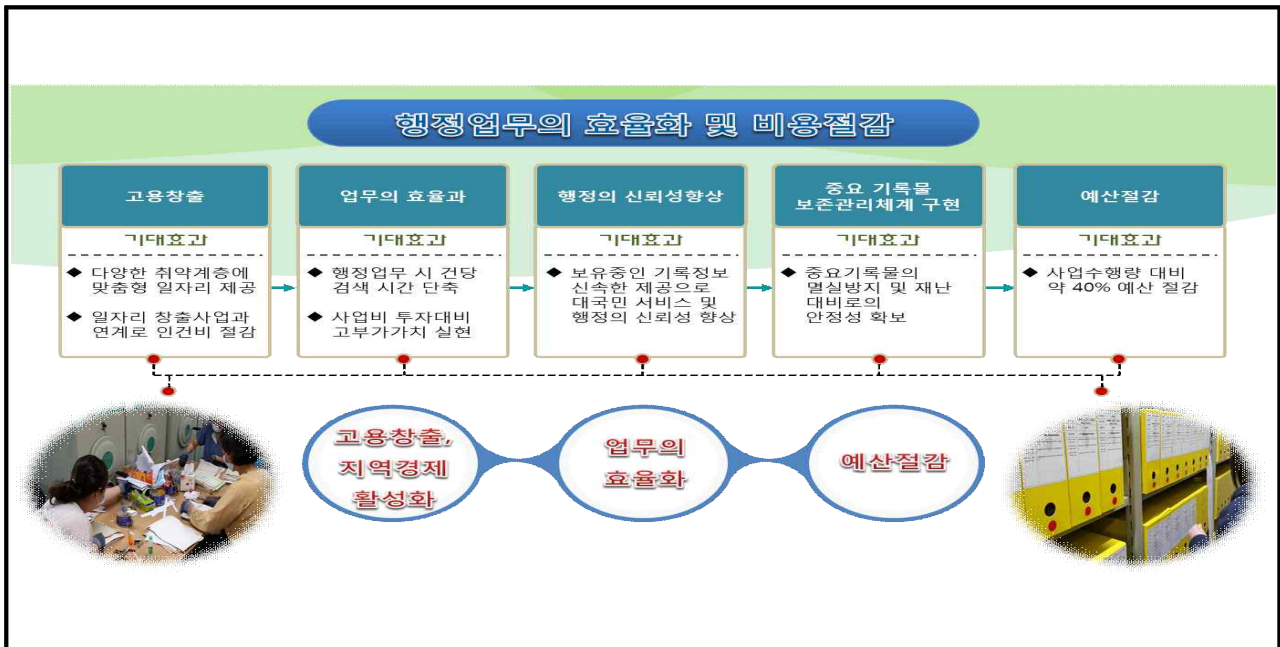 행정업무의 효율화 및 비용절감
고용창출
기대효과
◆ 다양한 취약계층에
맞춤형 일자리 제공
◆ 일자리 창출사업과
연계로 인건비 절감
업무의 효율과
기대효과
◆ 행정업무 시 건당
검색 시간 단축
◆ 사업비 투자대비
고부가가치 실현
행정의 신뢰성향상
기대효과
◆ 보유중인 기록정보
신속한 제공으로
대국민 서비스 및
행정의 신뢰성 향상
중요 기록물
보존관리체계 구현
기대효과
◆ 중요기록물의
멸실방지 및 재난
대비로의
안정성 확보
예산절감
기대효과
◆ 사업수행량 대비
약 40% 예산 절감
고용창출,
지역경제
활성화
업무의
효율화
예산절감